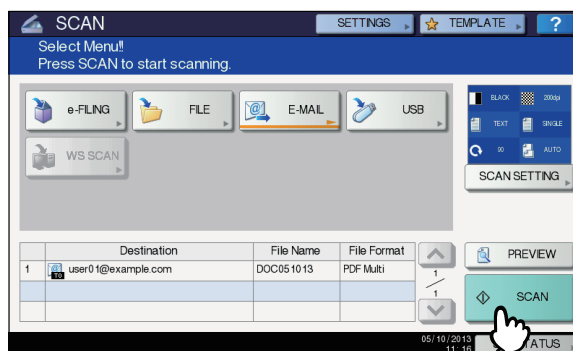 SCAN
SETTINGS
TEMPLATE
?
Select Menu!!
Press SCAN to start scanning.
e-FILING
FILE
E-MAIL
USB
WS SCAN
BLACK
200dpi
TEXT
SINGLE
90
AUTO
SCAN SETTING
Destination File Name File Format
1 TO user01@example.com DOC051013 PDF Multi
1
1
PREVIEW
SCAN
05/10/2013
11:16